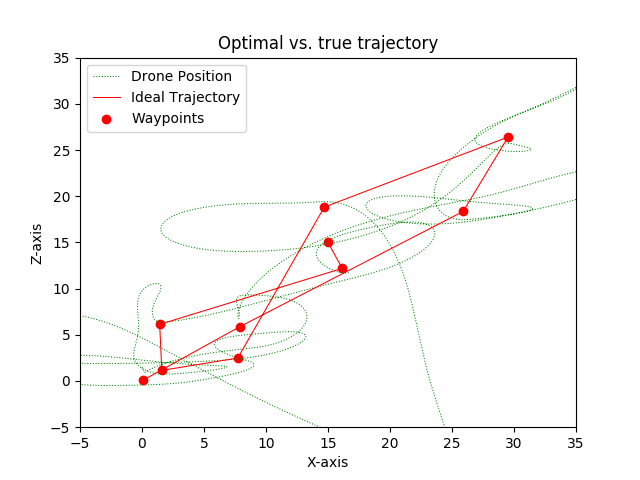 Optimal vs. true trajectory
Drone Position
Ideal Trajectory
Waypoints
Z-axis
35
30
25
20
15
10
5
0
−5
−5 0 5 10 15 20 25 30 35
X-axis